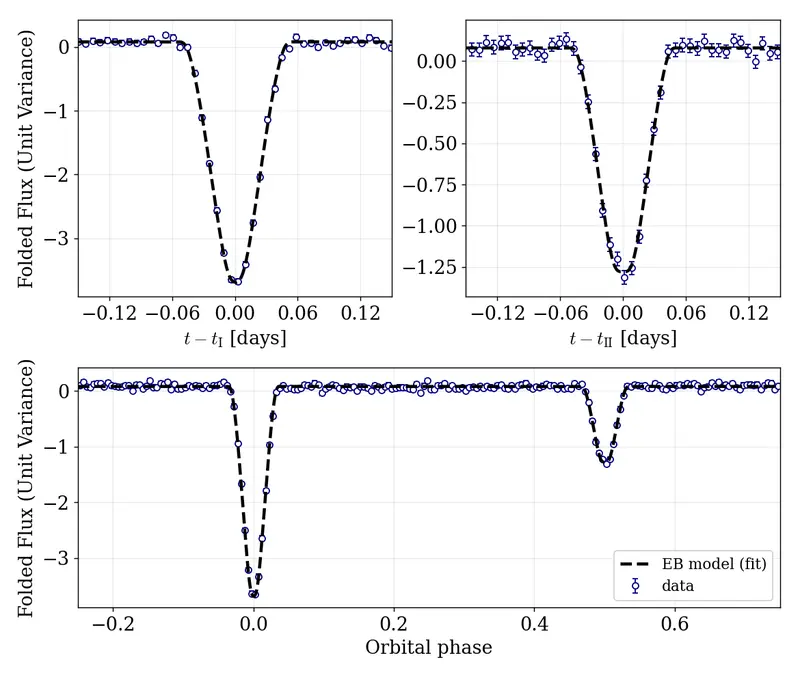 Folded Flux (Unit Variance)
0
−1
−2
−3
−0.12 −0.06 0.00 0.06 0.12
t − t_I [days]
0.00
−0.25
−0.50
−0.75
−1.00
−1.25
−0.12 −0.06 0.00 0.06 0.12
t − t_II [days]
Folded Flux (Unit Variance)
0
−1
−2
−3
EB model (fit)
data
−0.2 0.0 0.2 0.4 0.6
Orbital phase